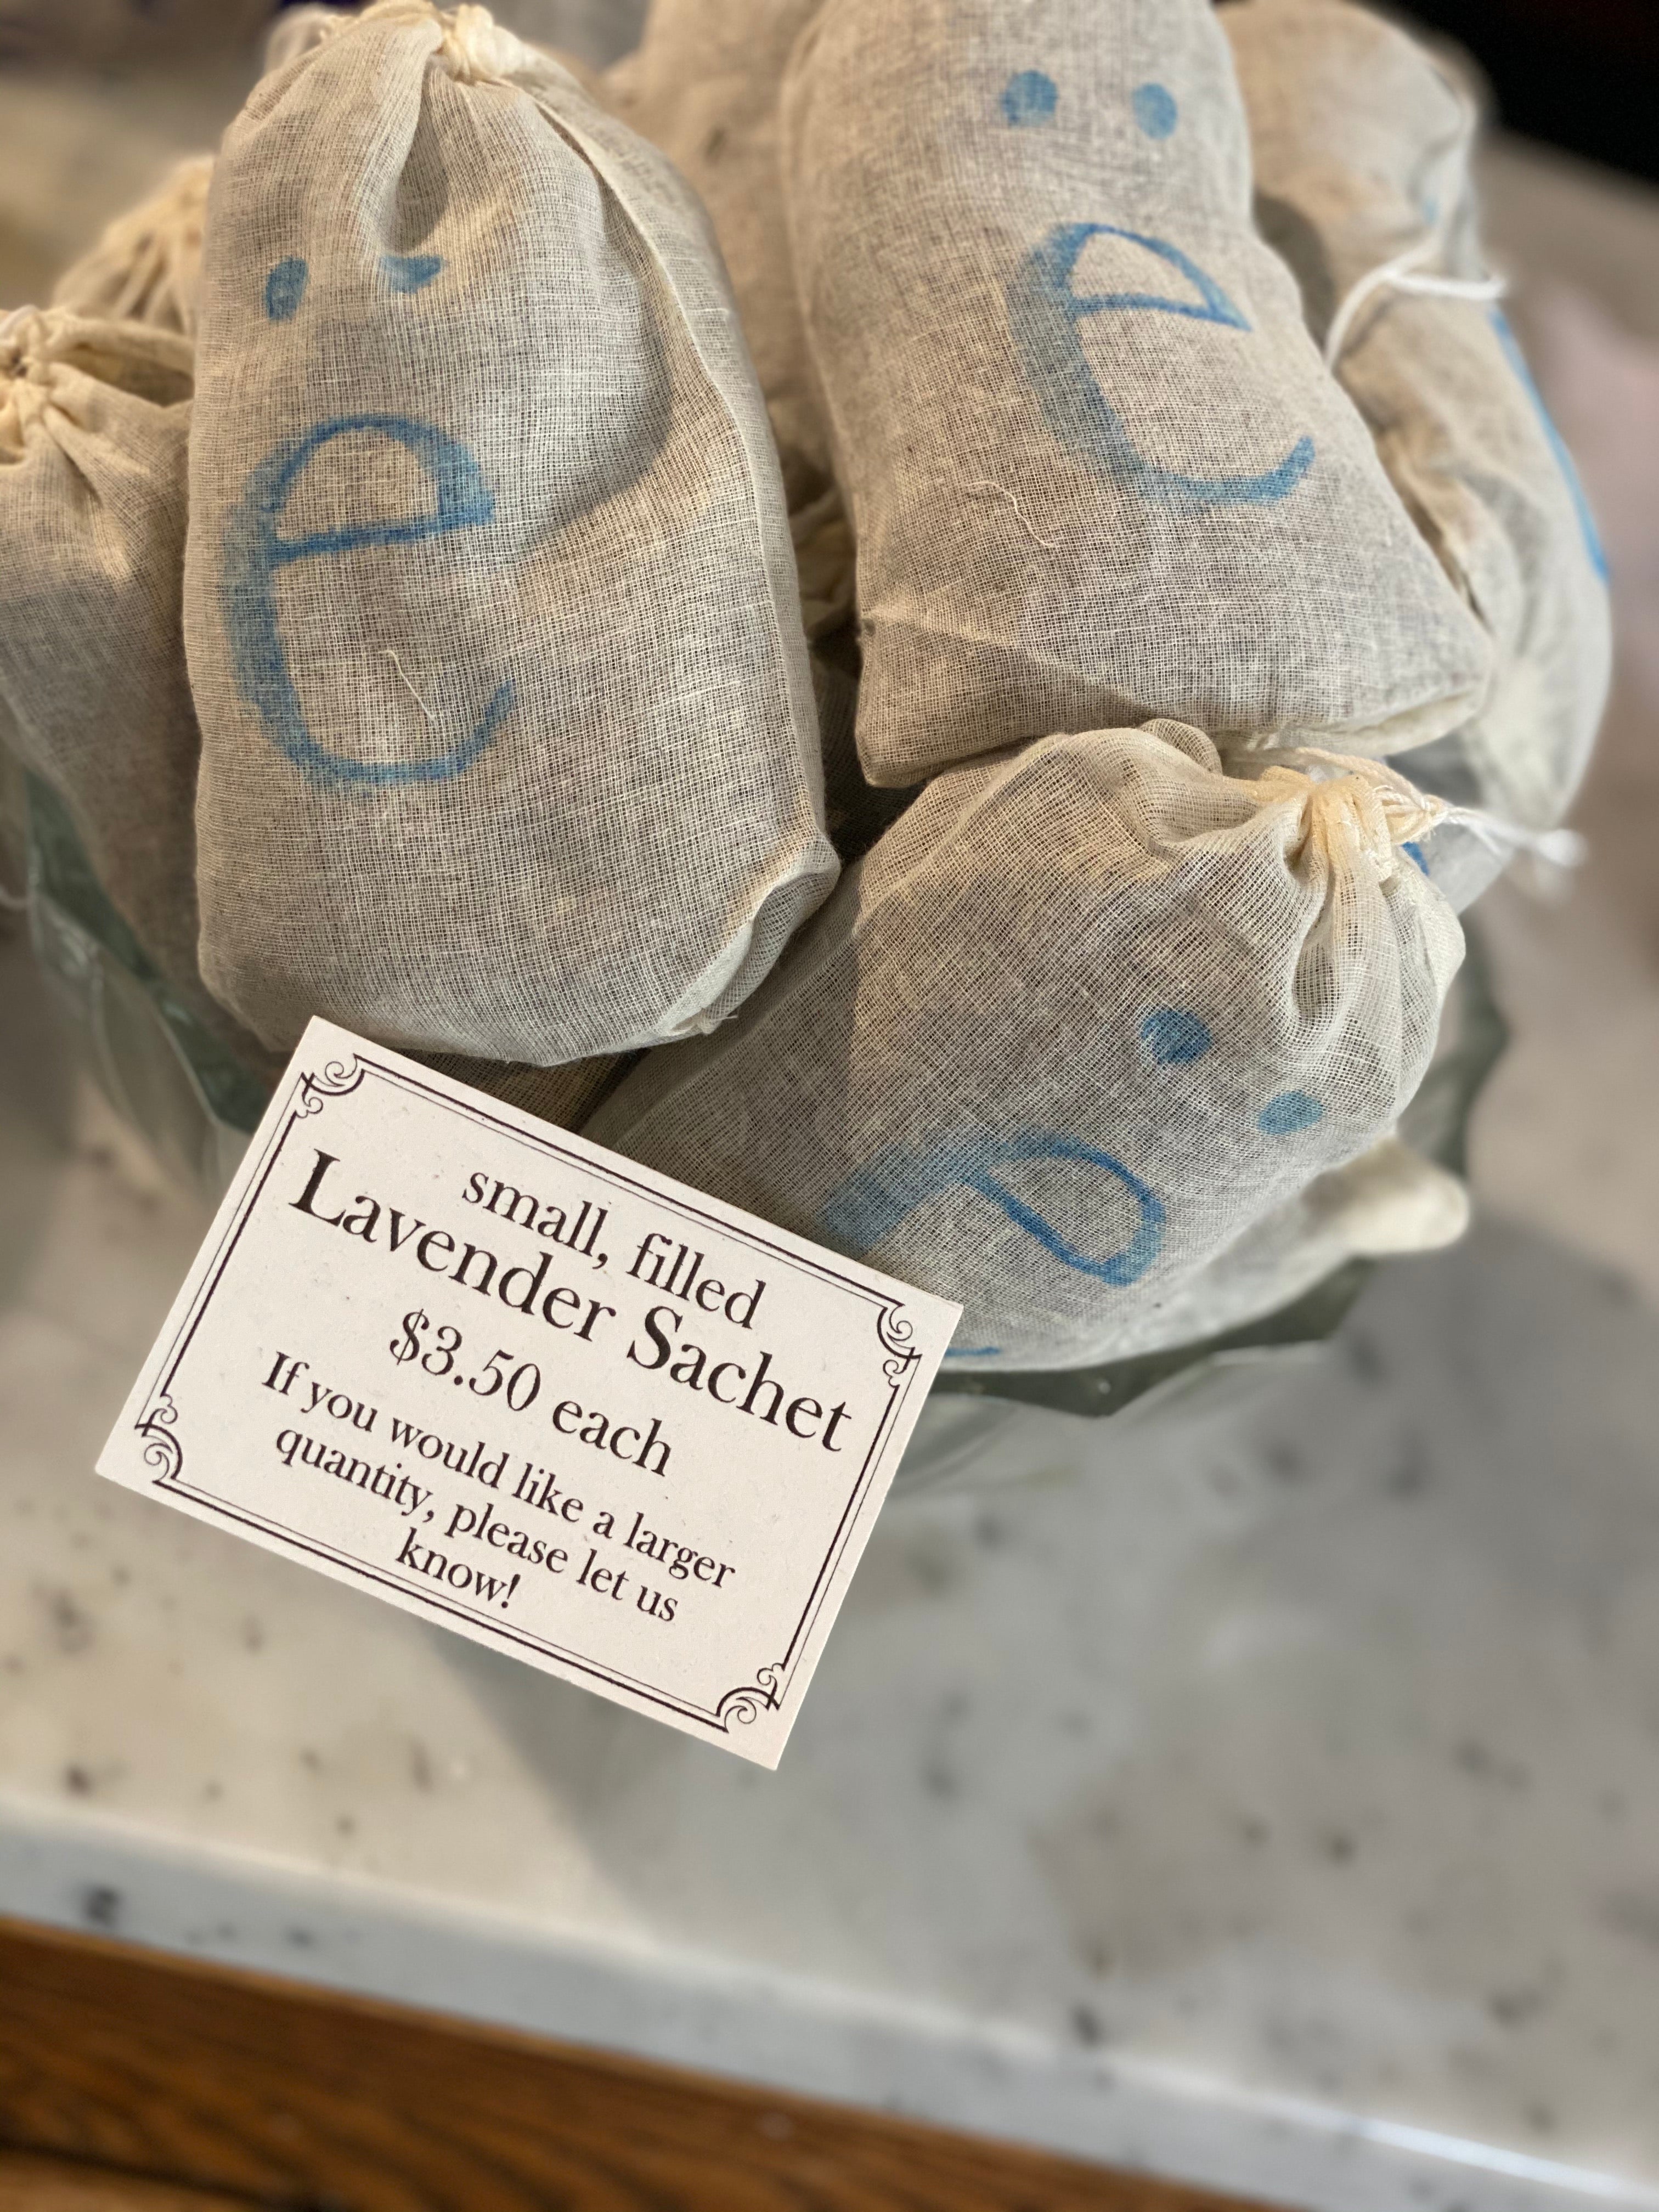 ë
ë
ë
small, filled
Lavender Sachet
$3.50 each
If you would like a larger
quantity, please let us
know!